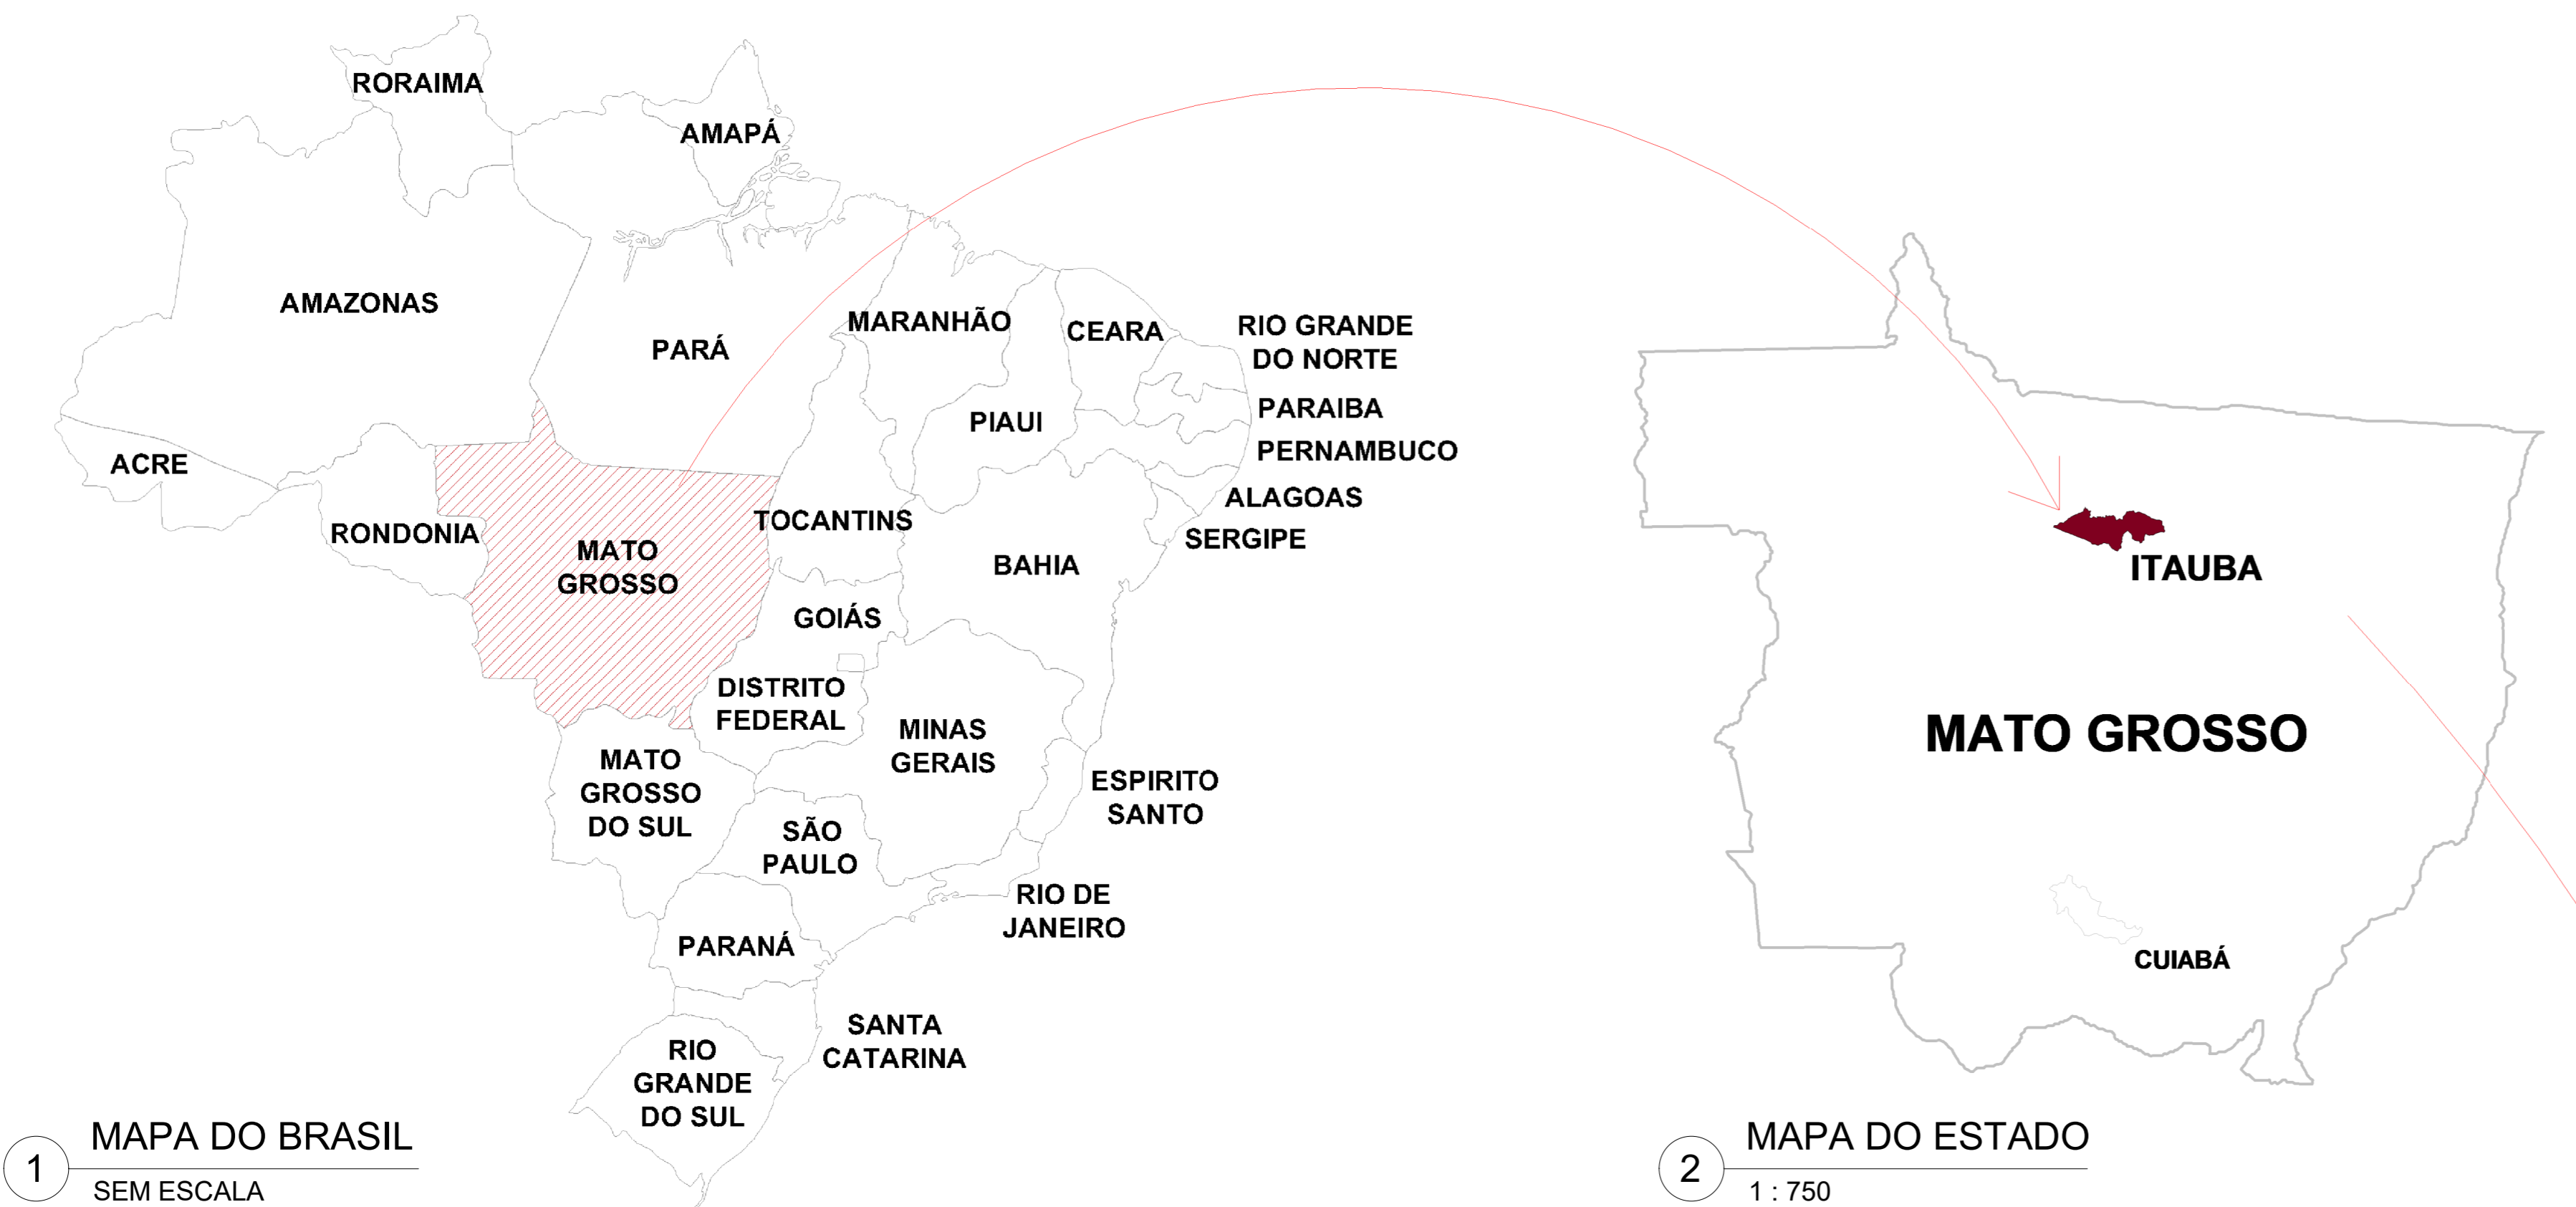 RORAIMA
AMAPÁ
AMAZONAS
PARÁ
MARANHÃO
CEARA
RIO GRANDE
DO NORTE
PIAUI
PARAIBA
PERNAMBUCO
ACRE
ALAGOAS
RONDONIA
TOCANTINS
SERGIPE
MATO
GROSSO
BAHIA
GOIÁS
DISTRITO
FEDERAL
MINAS
GERAIS
MATO
GROSSO
DO SUL
ESPIRITO
SANTO
SÃO
PAULO
RIO DE
JANEIRO
PARANÁ
SANTA
CATARINA
RIO
GRANDE
DO SUL
1
MAPA DO BRASIL
SEM ESCALA
ITAUBA
MATO GROSSO
CUIABÁ
2
MAPA DO ESTADO
1 : 750